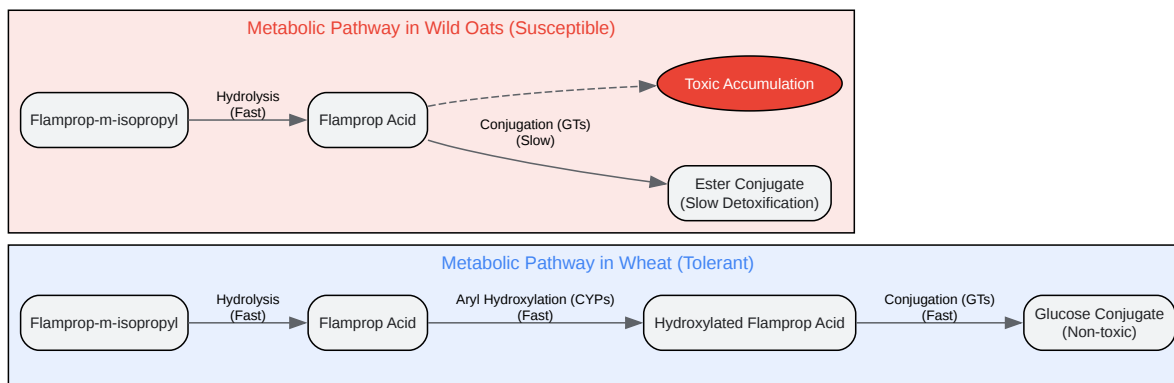 Metabolic Pathway in Wild Oats (Susceptible)
Flamprop-m-isopropyl
Hydrolysis
(Fast)
Flamprop Acid
Toxic Accumulation
Conjugation (GTs)
(Slow)
Ester Conjugate
(Slow Detoxification)
Metabolic Pathway in Wheat (Tolerant)
Flamprop-m-isopropyl
Hydrolysis
(Fast)
Flamprop Acid
Aryl Hydroxylation (CYPs)
(Fast)
Hydroxylated Flamprop Acid
Conjugation (GTs)
(Fast)
Glucose Conjugate
(Non-toxic)